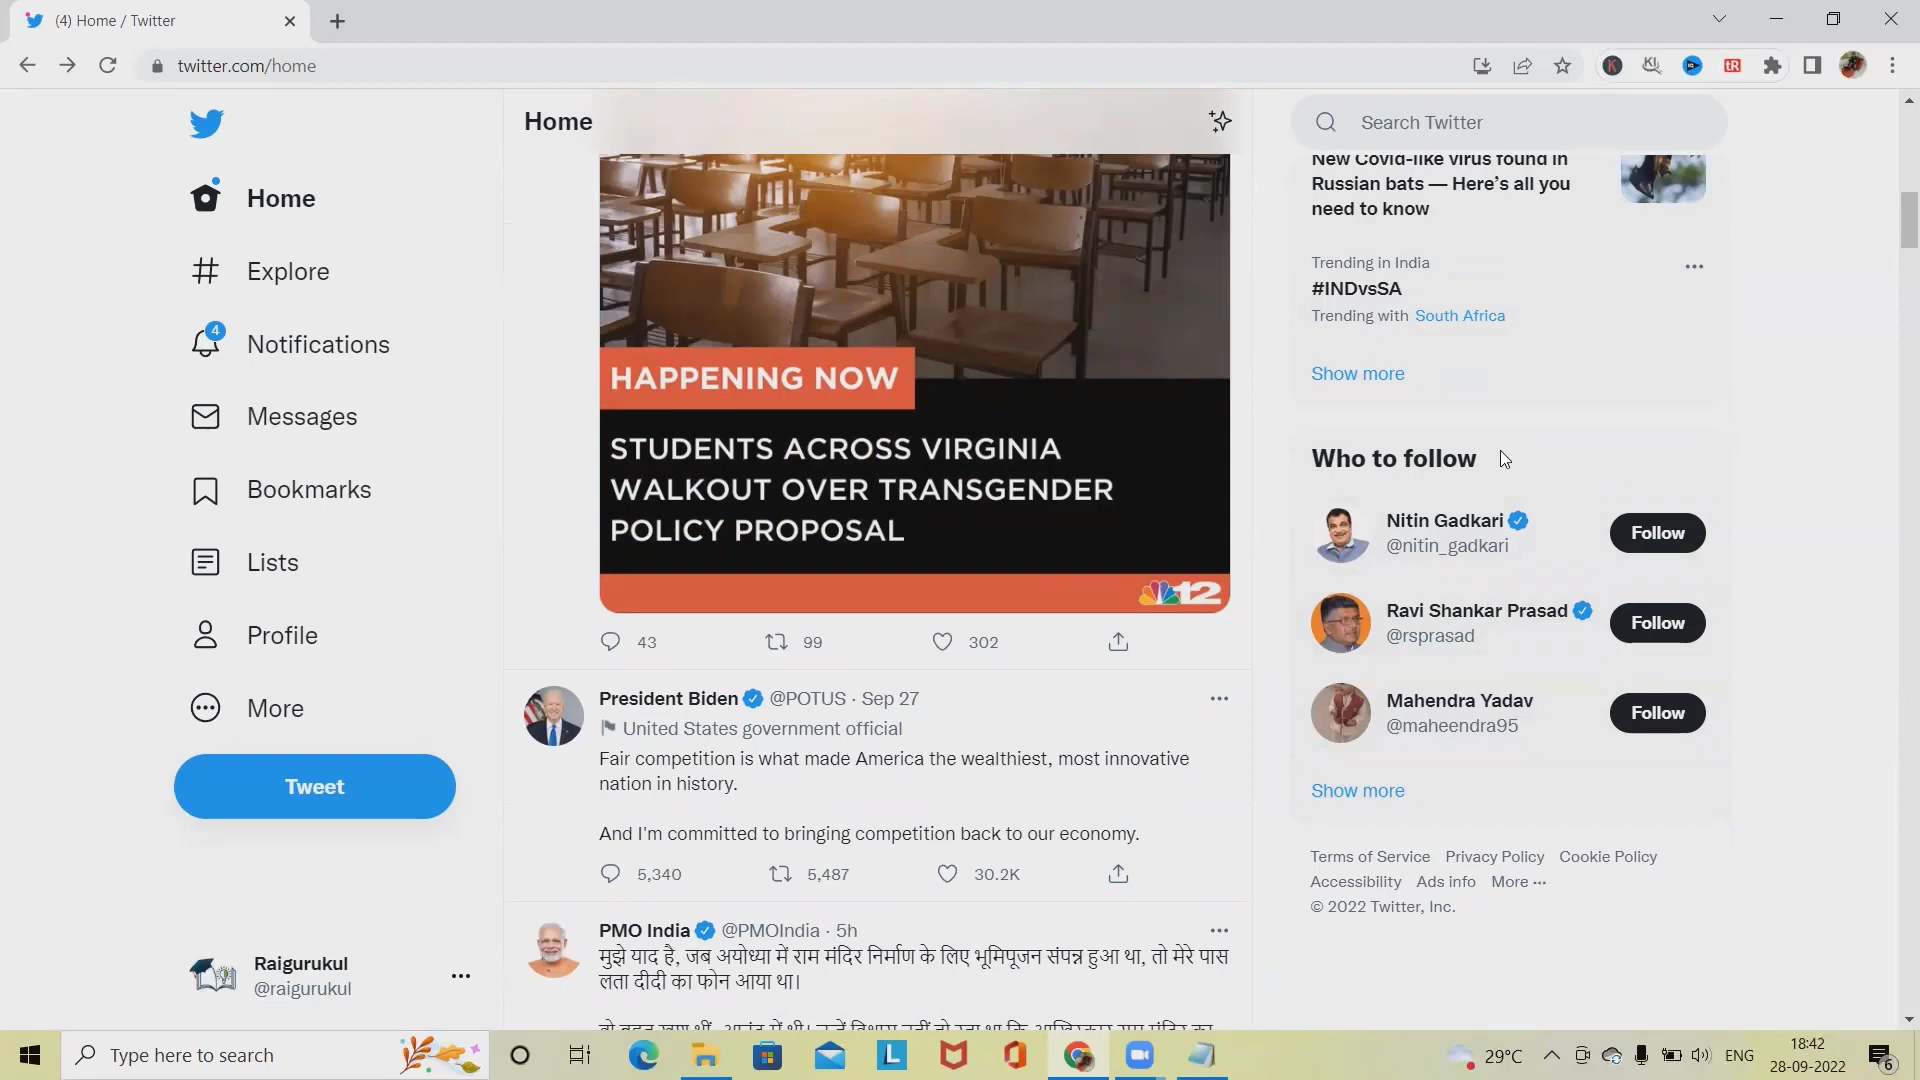 (4) Home / Twitter
twitter.com/home
Home
Explore
4
Notifications
Messages
Bookmarks
Lists
Profile
More
Tweet
Raigurukul
@raigurukul
Home
HAPPENING NOW
STUDENTS ACROSS VIRGINIA
WALKOUT OVER TRANSGENDER
POLICY PROPOSAL
12
43 99 302
President Biden @POTUS · Sep 27
United States government official
Fair competition is what made America the wealthiest, most innovative
nation in history.
And I'm committed to bringing competition back to our economy.
5,340 5,487 30.2K
PMO India @PMOIndia · 5h
मुझे याद है, जब अयोध्या में राम मंदिर निर्माण के लिए भूमिपूजन संपन्न हुआ था, तो मेरे पास
लता दीदी का फोन आया था।
Search Twitter
New Covid-like virus found in
Russian bats — Here's all you
need to know
Trending in India
#INDvsSA
Trending with South Africa
Show more
Who to follow
Nitin Gadkari
@nitin_gadkari
Follow
Ravi Shankar Prasad
@rsprasad
Follow
Mahendra Yadav
@maheendra95
Follow
Show more
Terms of Service Privacy Policy Cookie Policy
Accessibility Ads info More ···
© 2022 Twitter, Inc.
Type here to search
29°C
ENG
18:42
28-09-2022
6